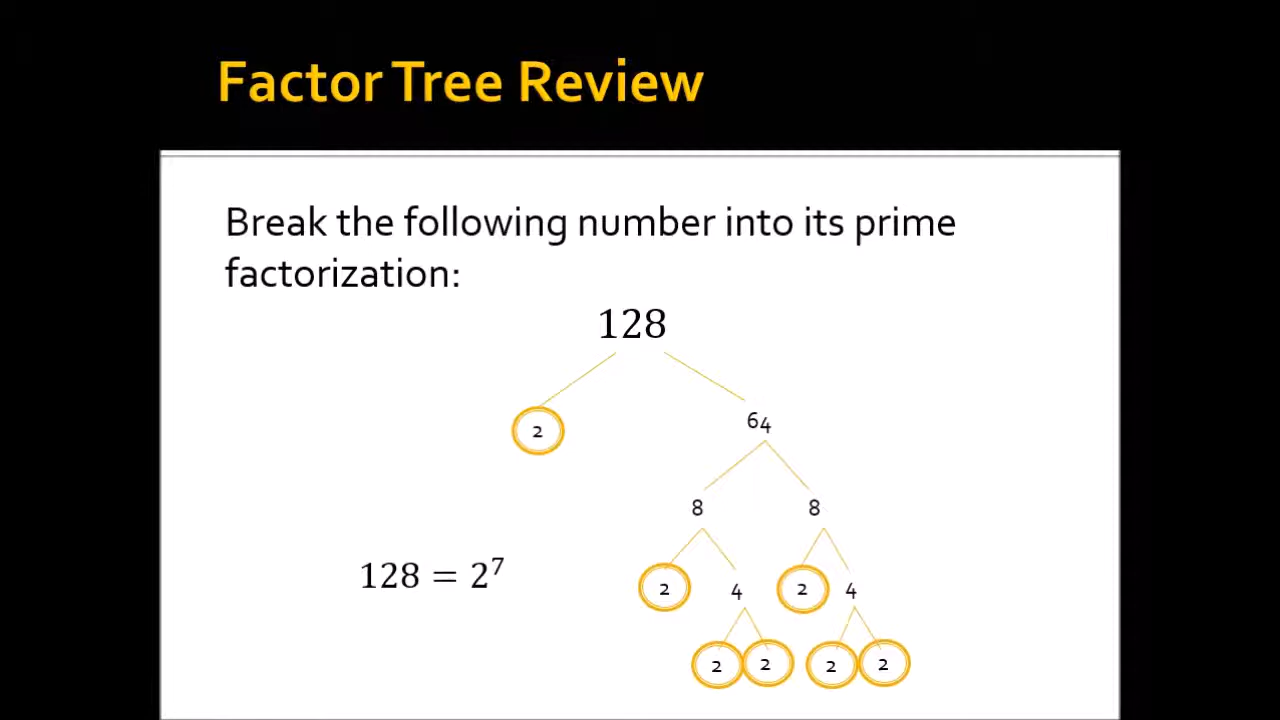 Factor Tree Review
Break the following number into its prime
factorization:
128
2
64
8 8
128 = 2⁷
2 4 2 4
2 2 2 2